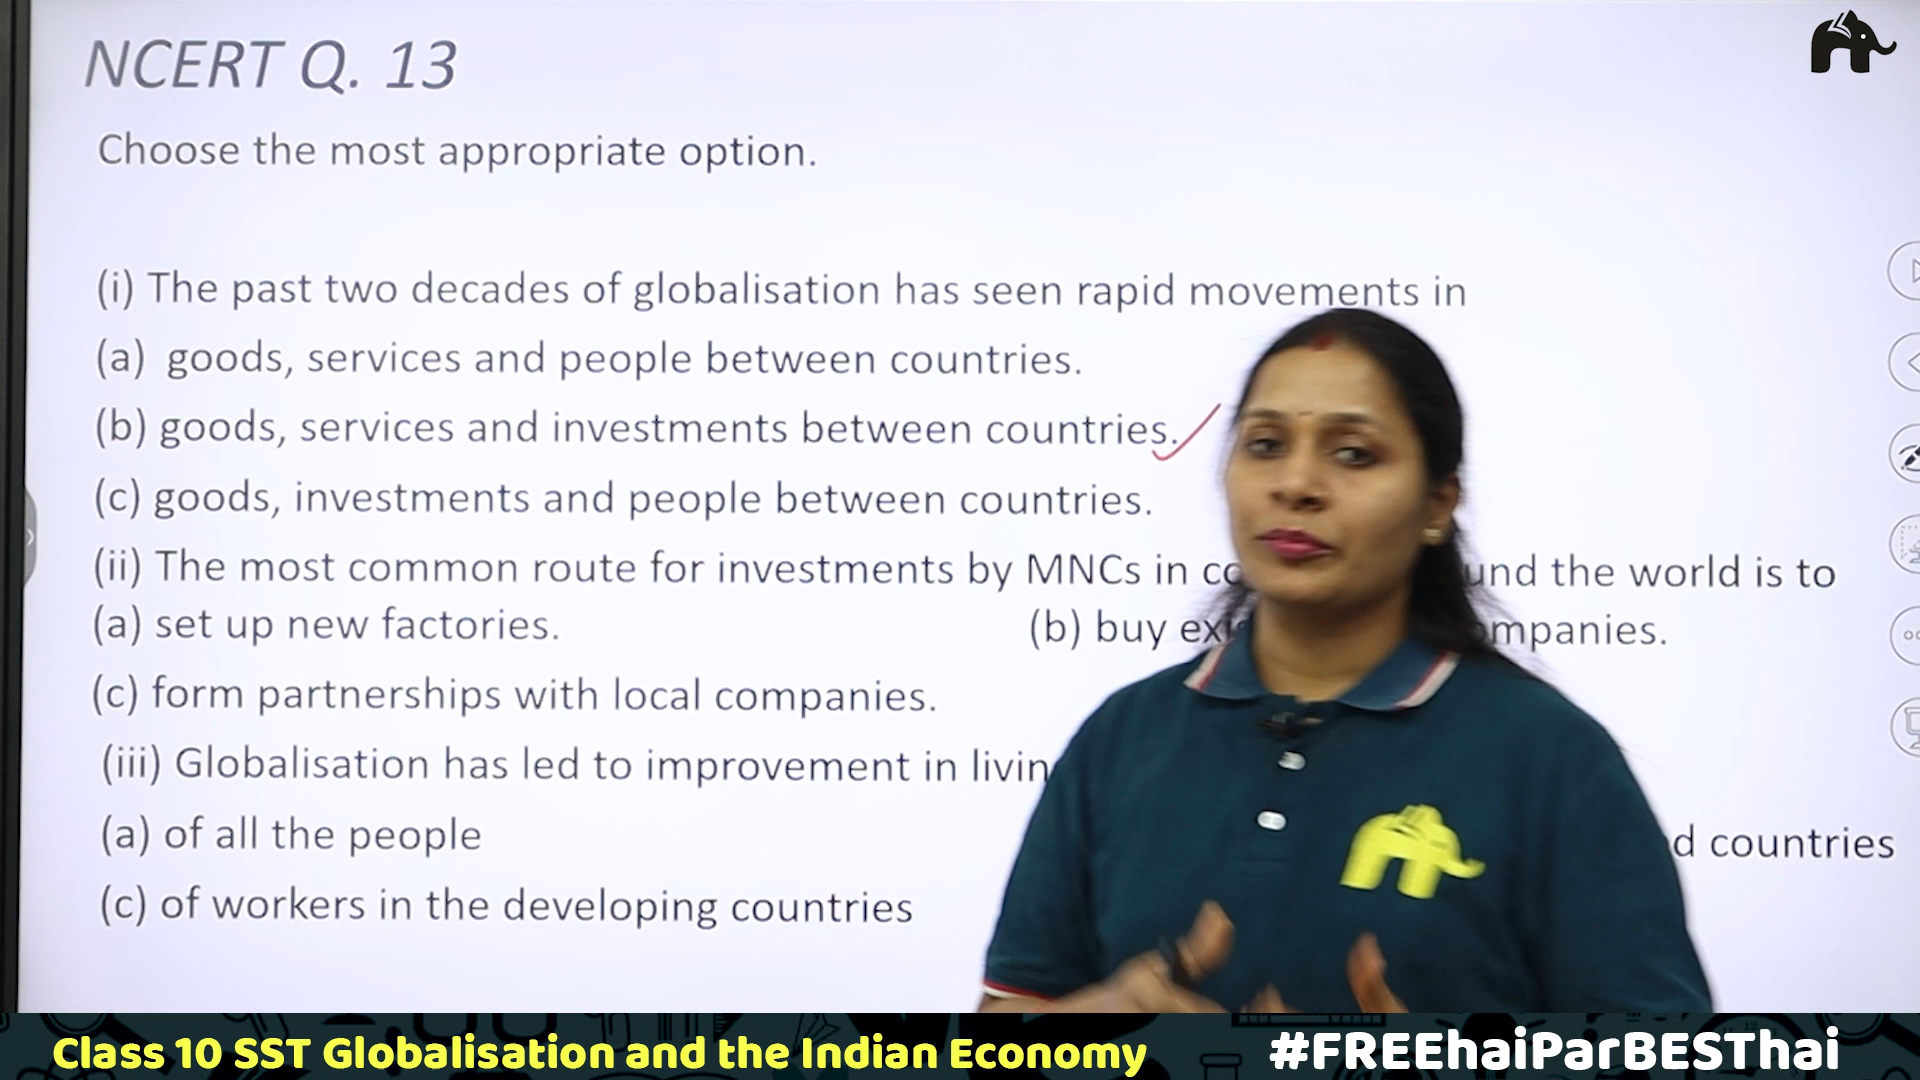 NCERT Q. 13
Choose the most appropriate option.
(i) The past two decades of globalisation has seen rapid movements in
(a) goods, services and people between countries.
(b) goods, services and investments between countries.
(c) goods, investments and people between countries.
(ii) The most common route for investments by MNCs in und the world is to
(a) set up new factories. (b) buy mpanies.
(c) form partnerships with local companies.
(iii) Globalisation has led to improvement in livin
(a) of all the people d countries
(c) of workers in the developing countries
Class 10 SST Globalisation and the Indian Economy #FREEhaiParBESThai